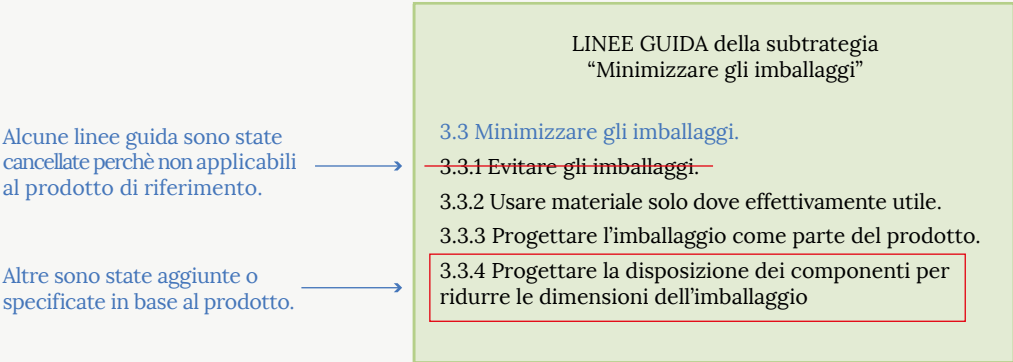 LINEE GUIDA della subtrategia
“Minimizzare gli imballaggi”
Alcune linee guida sono state
cancellate perchè non applicabili
al prodotto di riferimento.
3.3 Minimizzare gli imballaggi.
3.3.1 Evitare gli imballaggi.
3.3.2 Usare materiale solo dove effettivamente utile.
3.3.3 Progettare l’imballaggio come parte del prodotto.
Altre sono state aggiunte o
specificate in base al prodotto.
3.3.4 Progettare la disposizione dei componenti per
ridurre le dimensioni dell’imballaggio